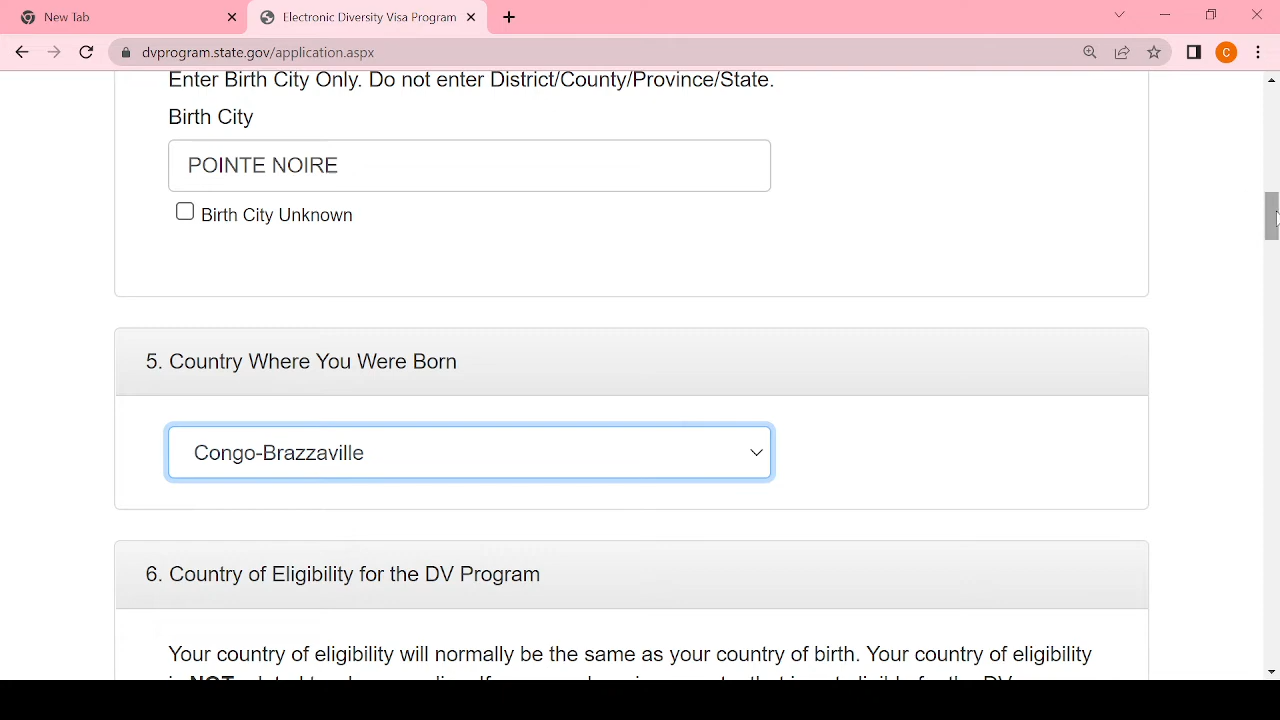 New Tab
Electronic Diversity Visa Program
dvprogram.state.gov/application.aspx
C
Enter Birth City Only. Do not enter District/County/Province/State.
Birth City
POINTE NOIRE
Birth City Unknown
5. Country Where You Were Born
Congo-Brazzaville
6. Country of Eligibility for the DV Program
Your country of eligibility will normally be the same as your country of birth. Your country of eligibility